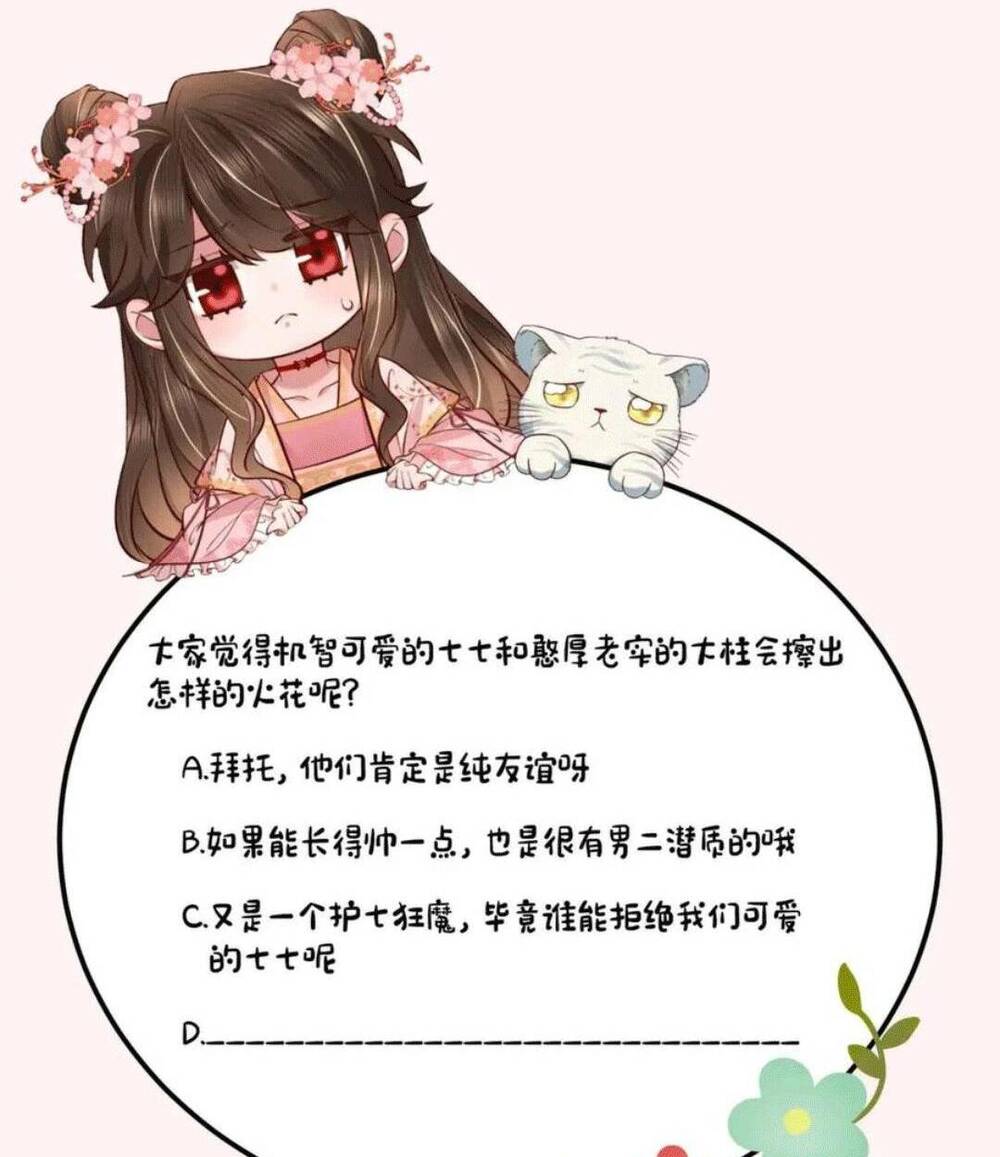 大家觉得机智可爱的七七和憨厚老实的大柱会擦出
怎样的火花呢?
A.拜托,他们肯定是纯友谊呀
B.如果能长得帅一点,也是很有男二潜质的哦
C.又是一个护七狂魔,毕竟谁能拒绝我们可爱
的七七呢
D.______________________________